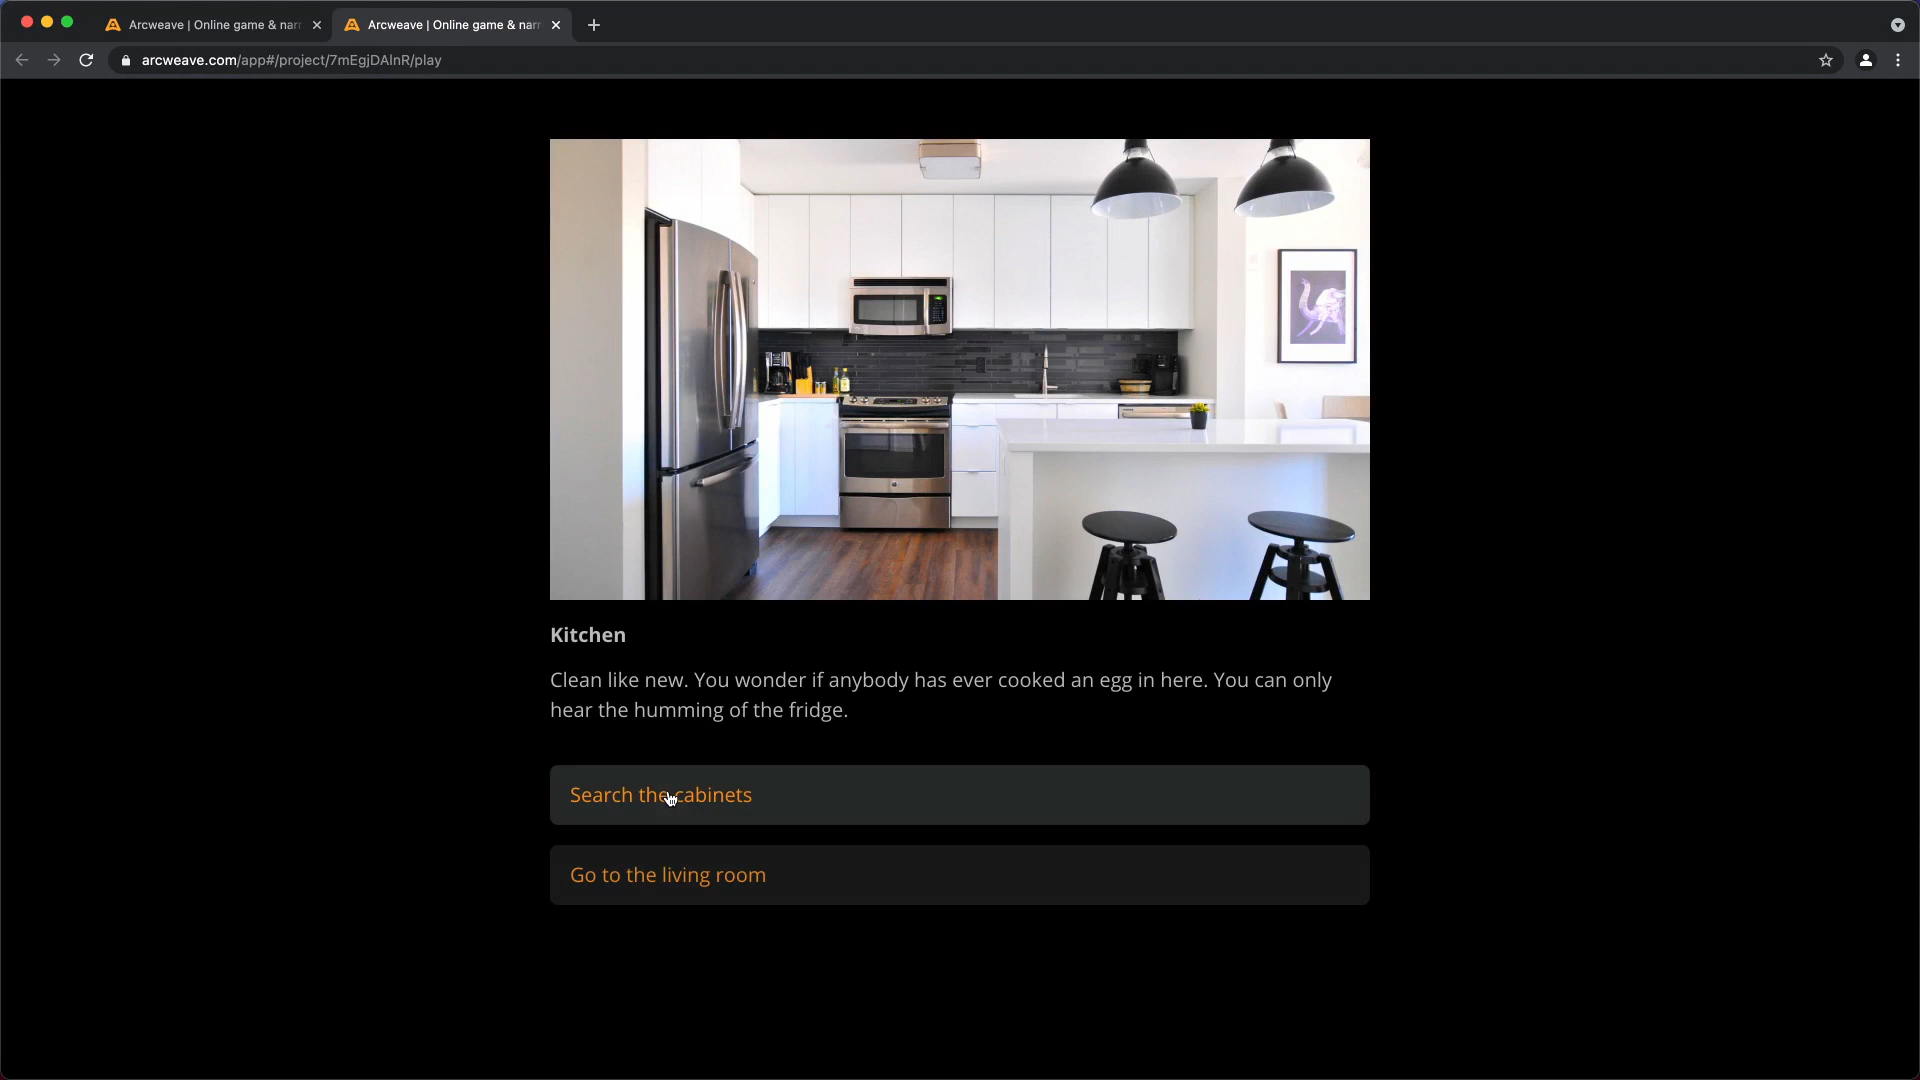 Arcweave | Online game & narr
Arcweave | Online game & narr
arcweave.com/app#/project/7mEgjDAlnR/play
Kitchen
Clean like new. You wonder if anybody has ever cooked an egg in here. You can only
hear the humming of the fridge.
Search the cabinets
Go to the living room